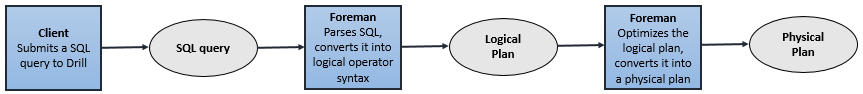 Client
Submits a SQL
query to Drill
SQL query
Foreman
Parses SQL,
converts it into
logical operator
syntax
Logical
Plan
Foreman
Optimizes the
logical plan,
converts it into
a physical plan
Physical
Plan